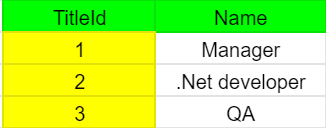 TitleId Name
1 Manager
2 .Net developer
3 QA